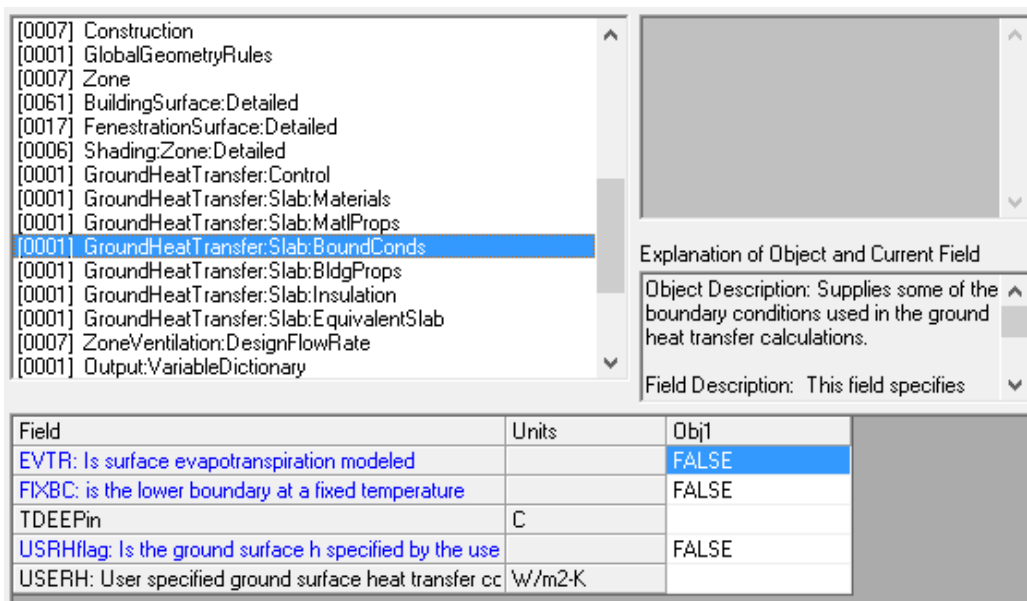 [0007] Construction
[0001] GlobalGeometryRules
[0007] Zone
[0061] BuildingSurface:Detailed
[0017] FenestrationSurface:Detailed
[0006] Shading:Zone:Detailed
[0001] GroundHeatTransfer:Control
[0001] GroundHeatTransfer:Slab:Materials
[0001] GroundHeatTransfer:Slab:MatlProps
[0001] GroundHeatTransfer:Slab:BoundConds
[0001] GroundHeatTransfer:Slab:BldgProps
[0001] GroundHeatTransfer:Slab:Insulation
[0001] GroundHeatTransfer:Slab:EquivalentSlab
[0007] ZoneVentilation:DesignFlowRate
[0001] Output:VariableDictionary
Explanation of Object and Current Field
Object Description: Supplies some of the
boundary conditions used in the ground
heat transfer calculations.
Field Description: This field specifies
Field Units Obj1
EVTR: Is surface evapotranspiration modeled FALSE
FIXBC: is the lower boundary at a fixed temperature FALSE
TDEEPin C
USRHflag: Is the ground surface h specified by the use FALSE
USERH: User specified ground surface heat transfer cc W/m2-K